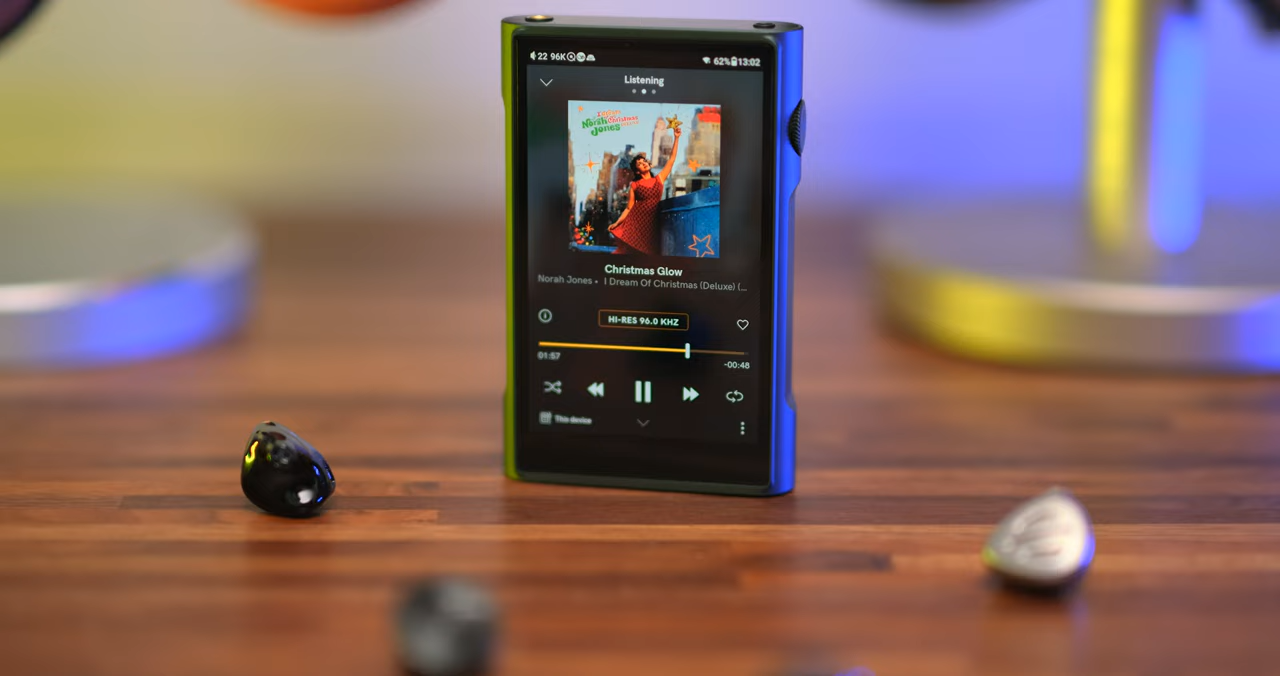 22 96K
62% 13:02
Listening
Norah Jones
Christmas Glow
Norah Jones • I Dream Of Christmas (Deluxe) (...
HI-RES 96.0 KHZ
01:57
-00:48
This device